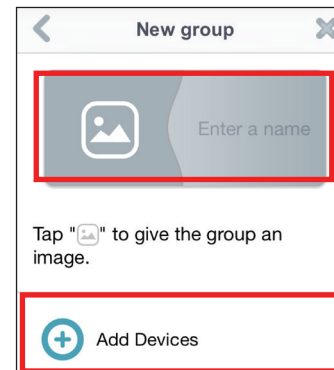 New group
Enter a name
Tap "" to give the group an
image.
Add Devices